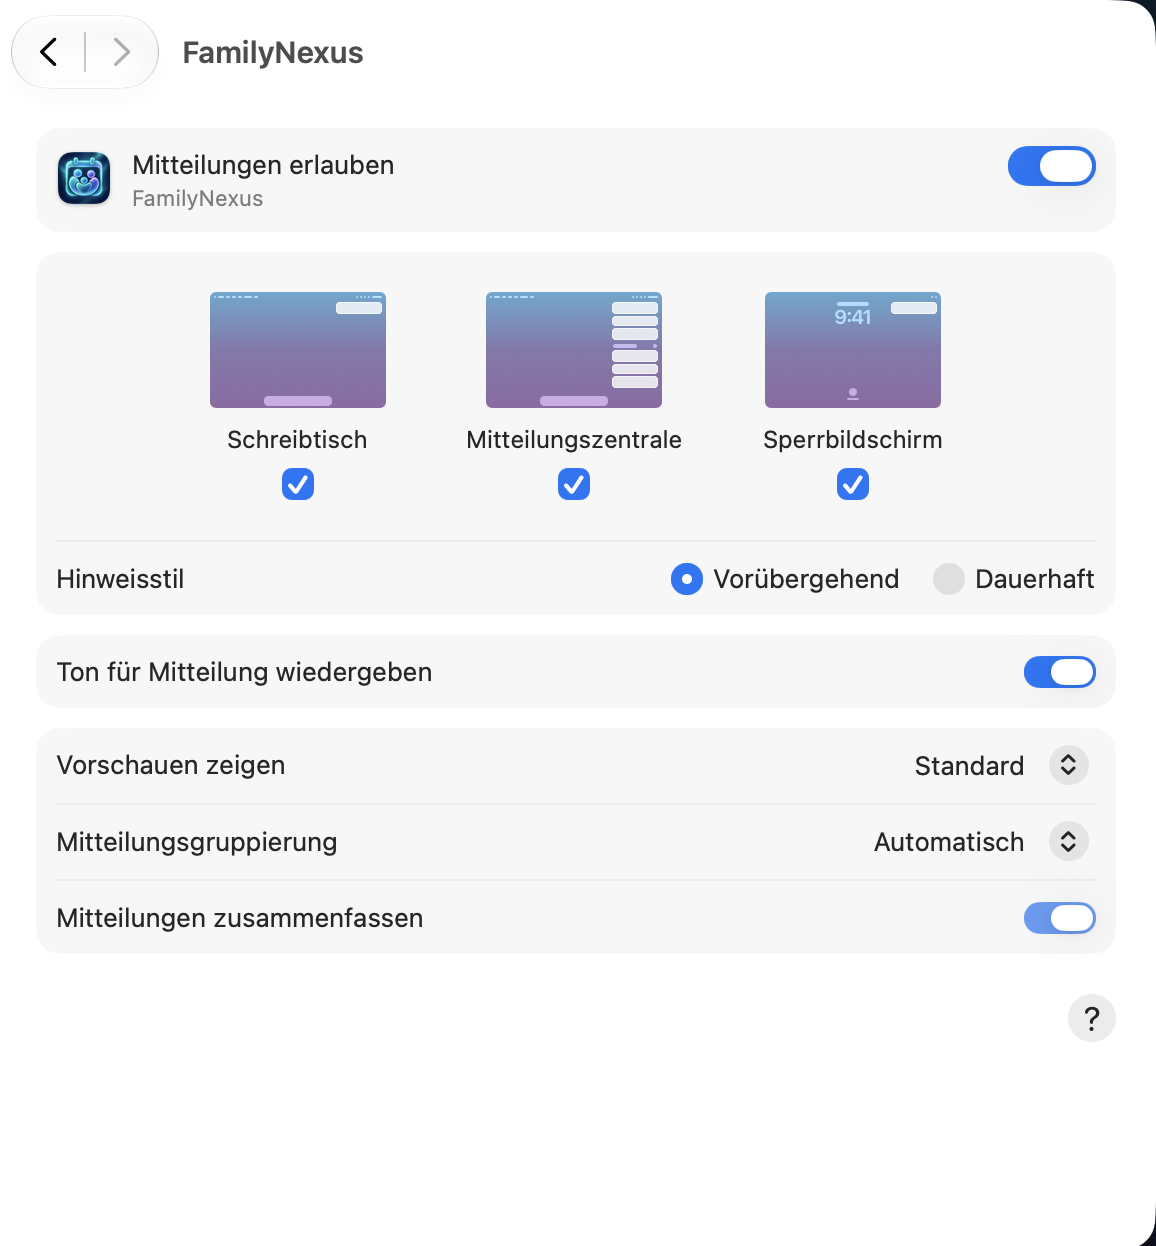 FamilyNexus
Mitteilungen erlauben
FamilyNexus
9:41
Schreibtisch
Mitteilungszentrale
Sperrbildschirm
Hinweisstil
Vorübergehend
Dauerhaft
Ton für Mitteilung wiedergeben
Vorschauen zeigen
Standard
Mitteilungsgruppierung
Automatisch
Mitteilungen zusammenfassen
?